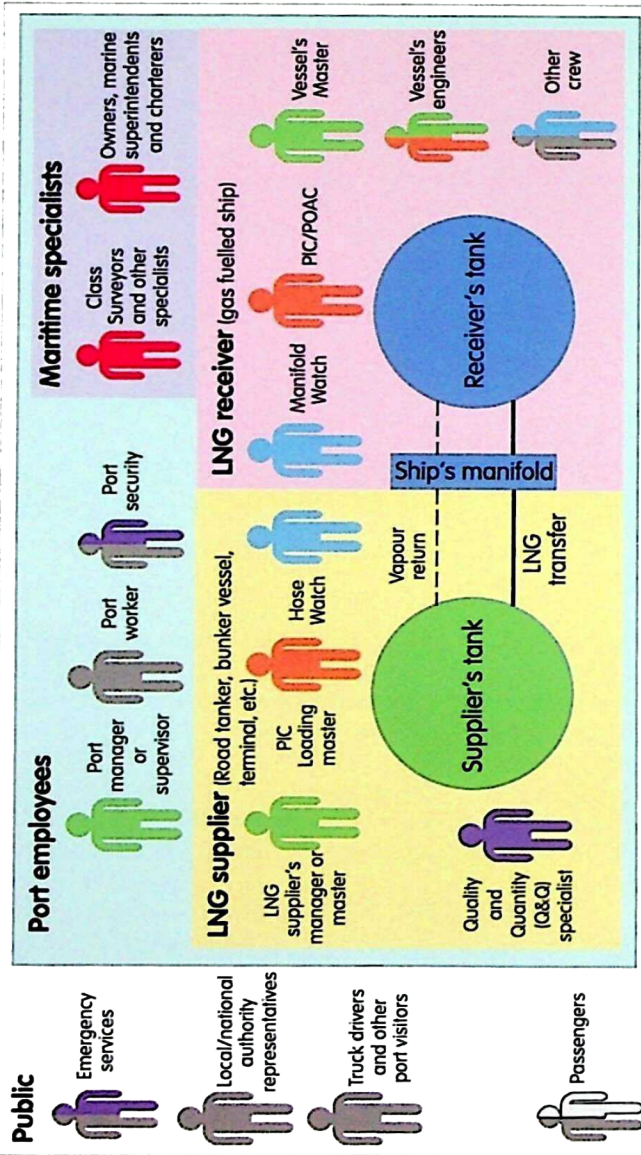 Public
Emergency
services
Local/national
authority
representatives
Truck drivers
and other
port visitors
Passengers
Port employees
Port
manager
or
supervisor
Port
worker
Port
security
Maritime specialists
Class
Surveyors
and other
specialists
Owners, marine
superintendents
and charterers
LNG supplier (Road tanker, bunker vessel,
terminal, etc.)
LNG
supplier's
manager or
master
PIC
Loading
master
Hose
Watch
Quality
and
Quantity
(Q&Q)
specialist
Supplier's tank
Vapour
return
LNG
transfer
Ship's manifold
LNG receiver (gas fuelled ship)
Manifold
Watch
PIC/POAC
Vessel's
Master
Vessel's
engineers
Other
crew
Receiver's tank